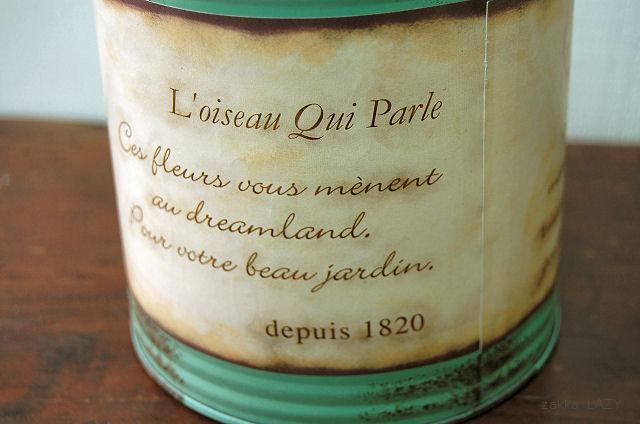 L'oiseau Qui Parle
Ces fleurs vous mènent
au dreamland.
Pour votre beau jardin.
depuis 1820
zakka LAZY